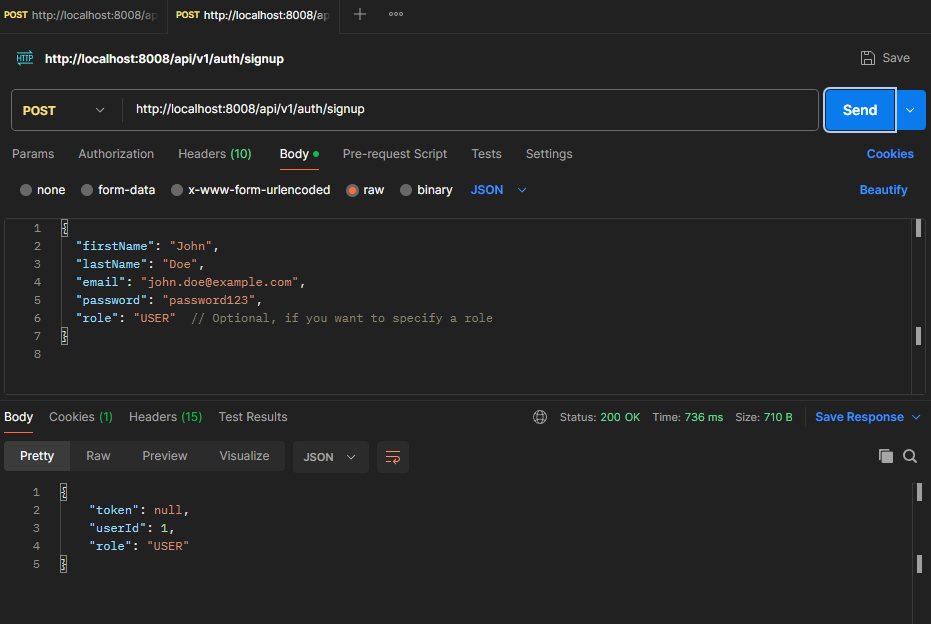 POST http://localhost:8008/ap POST http://localhost:8008/ap
HTTP http://localhost:8008/api/v1/auth/signup Save
POST http://localhost:8008/api/v1/auth/signup Send
Params Authorization Headers (10) Body Pre-request Script Tests Settings Cookies
none form-data x-www-form-urlencoded raw binary JSON Beautify
1 {
2 "firstName": "John",
3 "lastName": "Doe",
4 "email": "john.doe@example.com",
5 "password": "password123",
6 "role": "USER"  // Optional, if you want to specify a role
7 }
8
Body Cookies (1) Headers (15) Test Results Status: 200 OK Time: 736 ms Size: 710 B Save Response
Pretty Raw Preview Visualize JSON
1 {
2 "token": null,
3 "userId": 1,
4 "role": "USER"
5 }